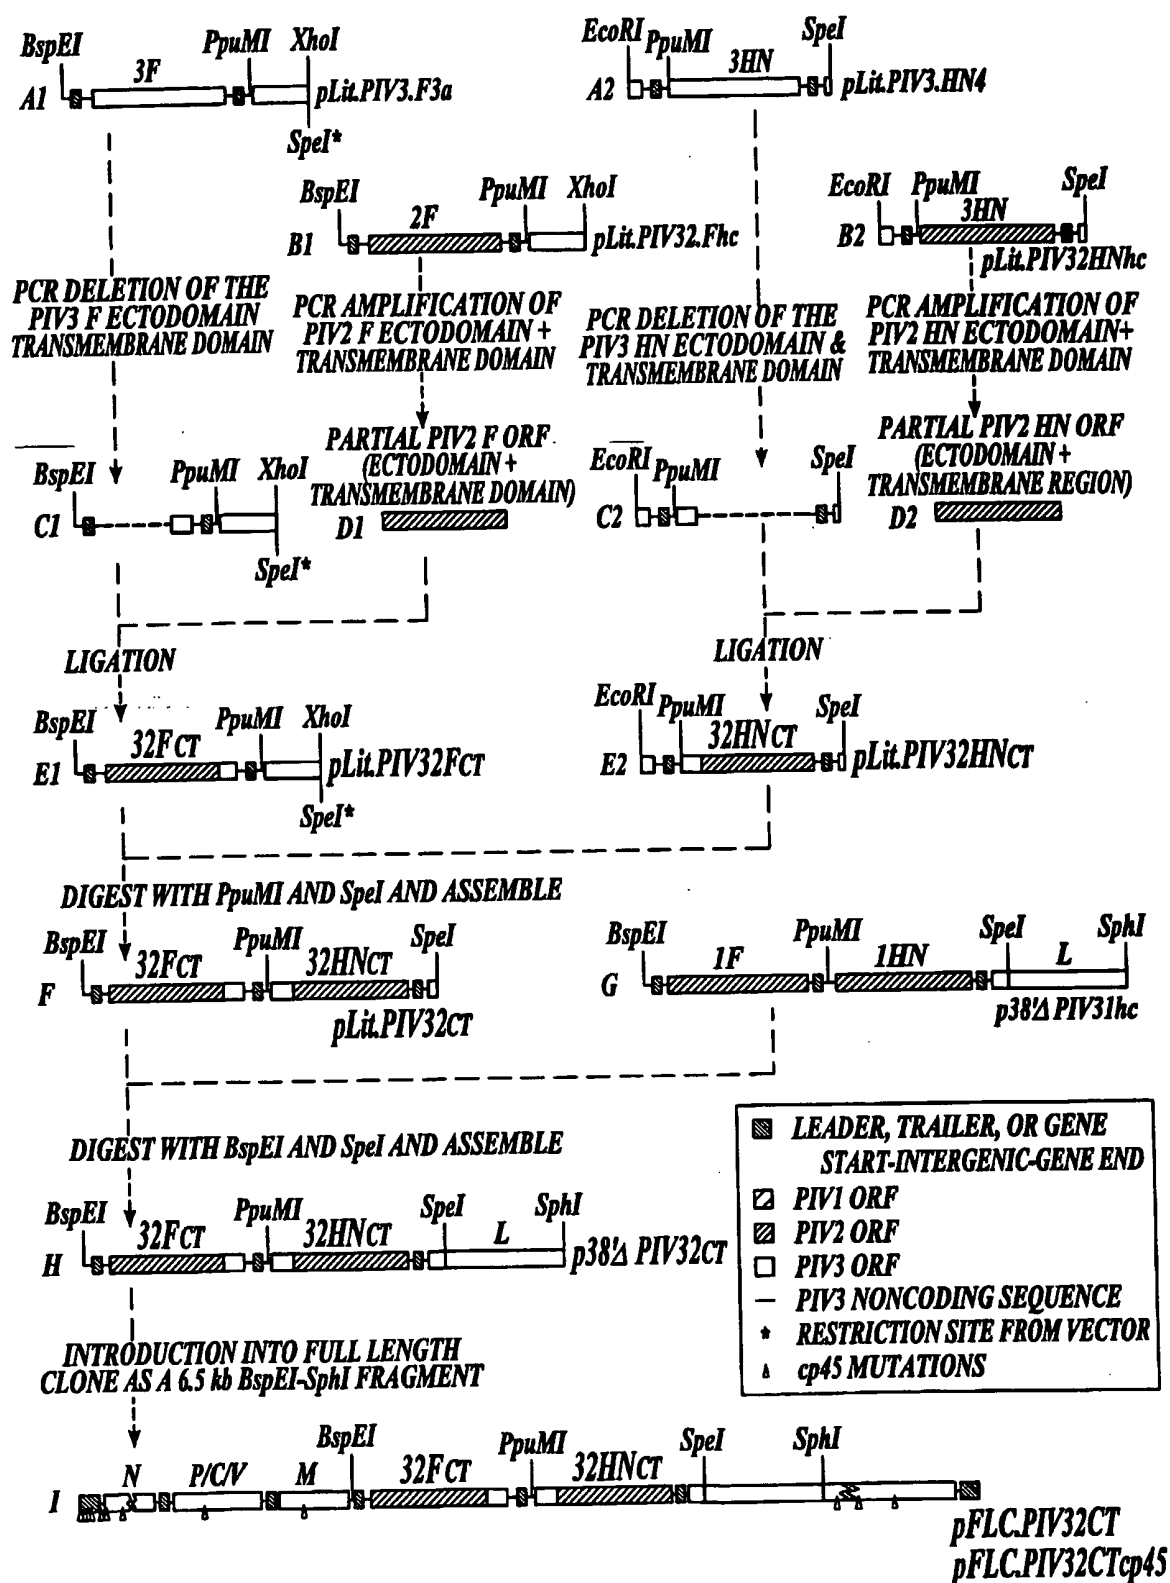 BspEI PpuMI XhoI
3F
A1 pLit.PIV3.F3a
SpeI*
EcoRI PpuMI SpeI
3HN
A2 pLit.PIV3.HN4
BspEI PpuMI XhoI
2F
B1 pLit.PIV32.Fhc
EcoRI PpuMI SpeI
3HN
B2 pLit.PIV32HNhc
PCR DELETION OF THE
PIV3 F ECTODOMAIN
TRANSMEMBRANE DOMAIN
PCR AMPLIFICATION OF
PIV2 F ECTODOMAIN +
TRANSMEMBRANE DOMAIN
PCR DELETION OF THE
PIV3 HN ECTODOMAIN &
TRANSMEMBRANE DOMAIN
PCR AMPLIFICATION OF
PIV2 HN ECTODOMAIN+
TRANSMEMBRANE DOMAIN
BspEI PpuMI XhoI
C1
SpeI*
PARTIAL PIV2 F ORF
(ECTODOMAIN +
TRANSMEMBRANE DOMAIN)
D1
EcoRI PpuMI SpeI
C2
PARTIAL PIV2 HN ORF
(ECTODOMAIN +
TRANSMEMBRANE REGION)
D2
LIGATION
LIGATION
BspEI PpuMI XhoI
32FCT
E1 pLit.PIV32FCT
SpeI*
EcoRI PpuMI SpeI
32HNCT
E2 pLit.PIV32HNCT
DIGEST WITH PpuMI AND SpeI AND ASSEMBLE
BspEI PpuMI SpeI
32FCT 32HNCT
F
pLit.PIV32CT
BspEI PpuMI SpeI SphI
1F 1HN L
G
p38'Δ PIV31hc
DIGEST WITH BspEI AND SpeI AND ASSEMBLE
BspEI PpuMI SpeI SphI
32FCT 32HNCT L
H p38'Δ PIV32CT
LEADER, TRAILER, OR GENE
START-INTERGENIC-GENE END
PIV1 ORF
PIV2 ORF
PIV3 ORF
PIV3 NONCODING SEQUENCE
* RESTRICTION SITE FROM VECTOR
cp45 MUTATIONS
INTRODUCTION INTO FULL LENGTH
CLONE AS A 6.5 kb BspEI-SphI FRAGMENT
BspEI PpuMI SpeI SphI
N P/C/V M 32FCT 32HNCT
I
pFLC.PIV32CT
pFLC.PIV32CTcp45